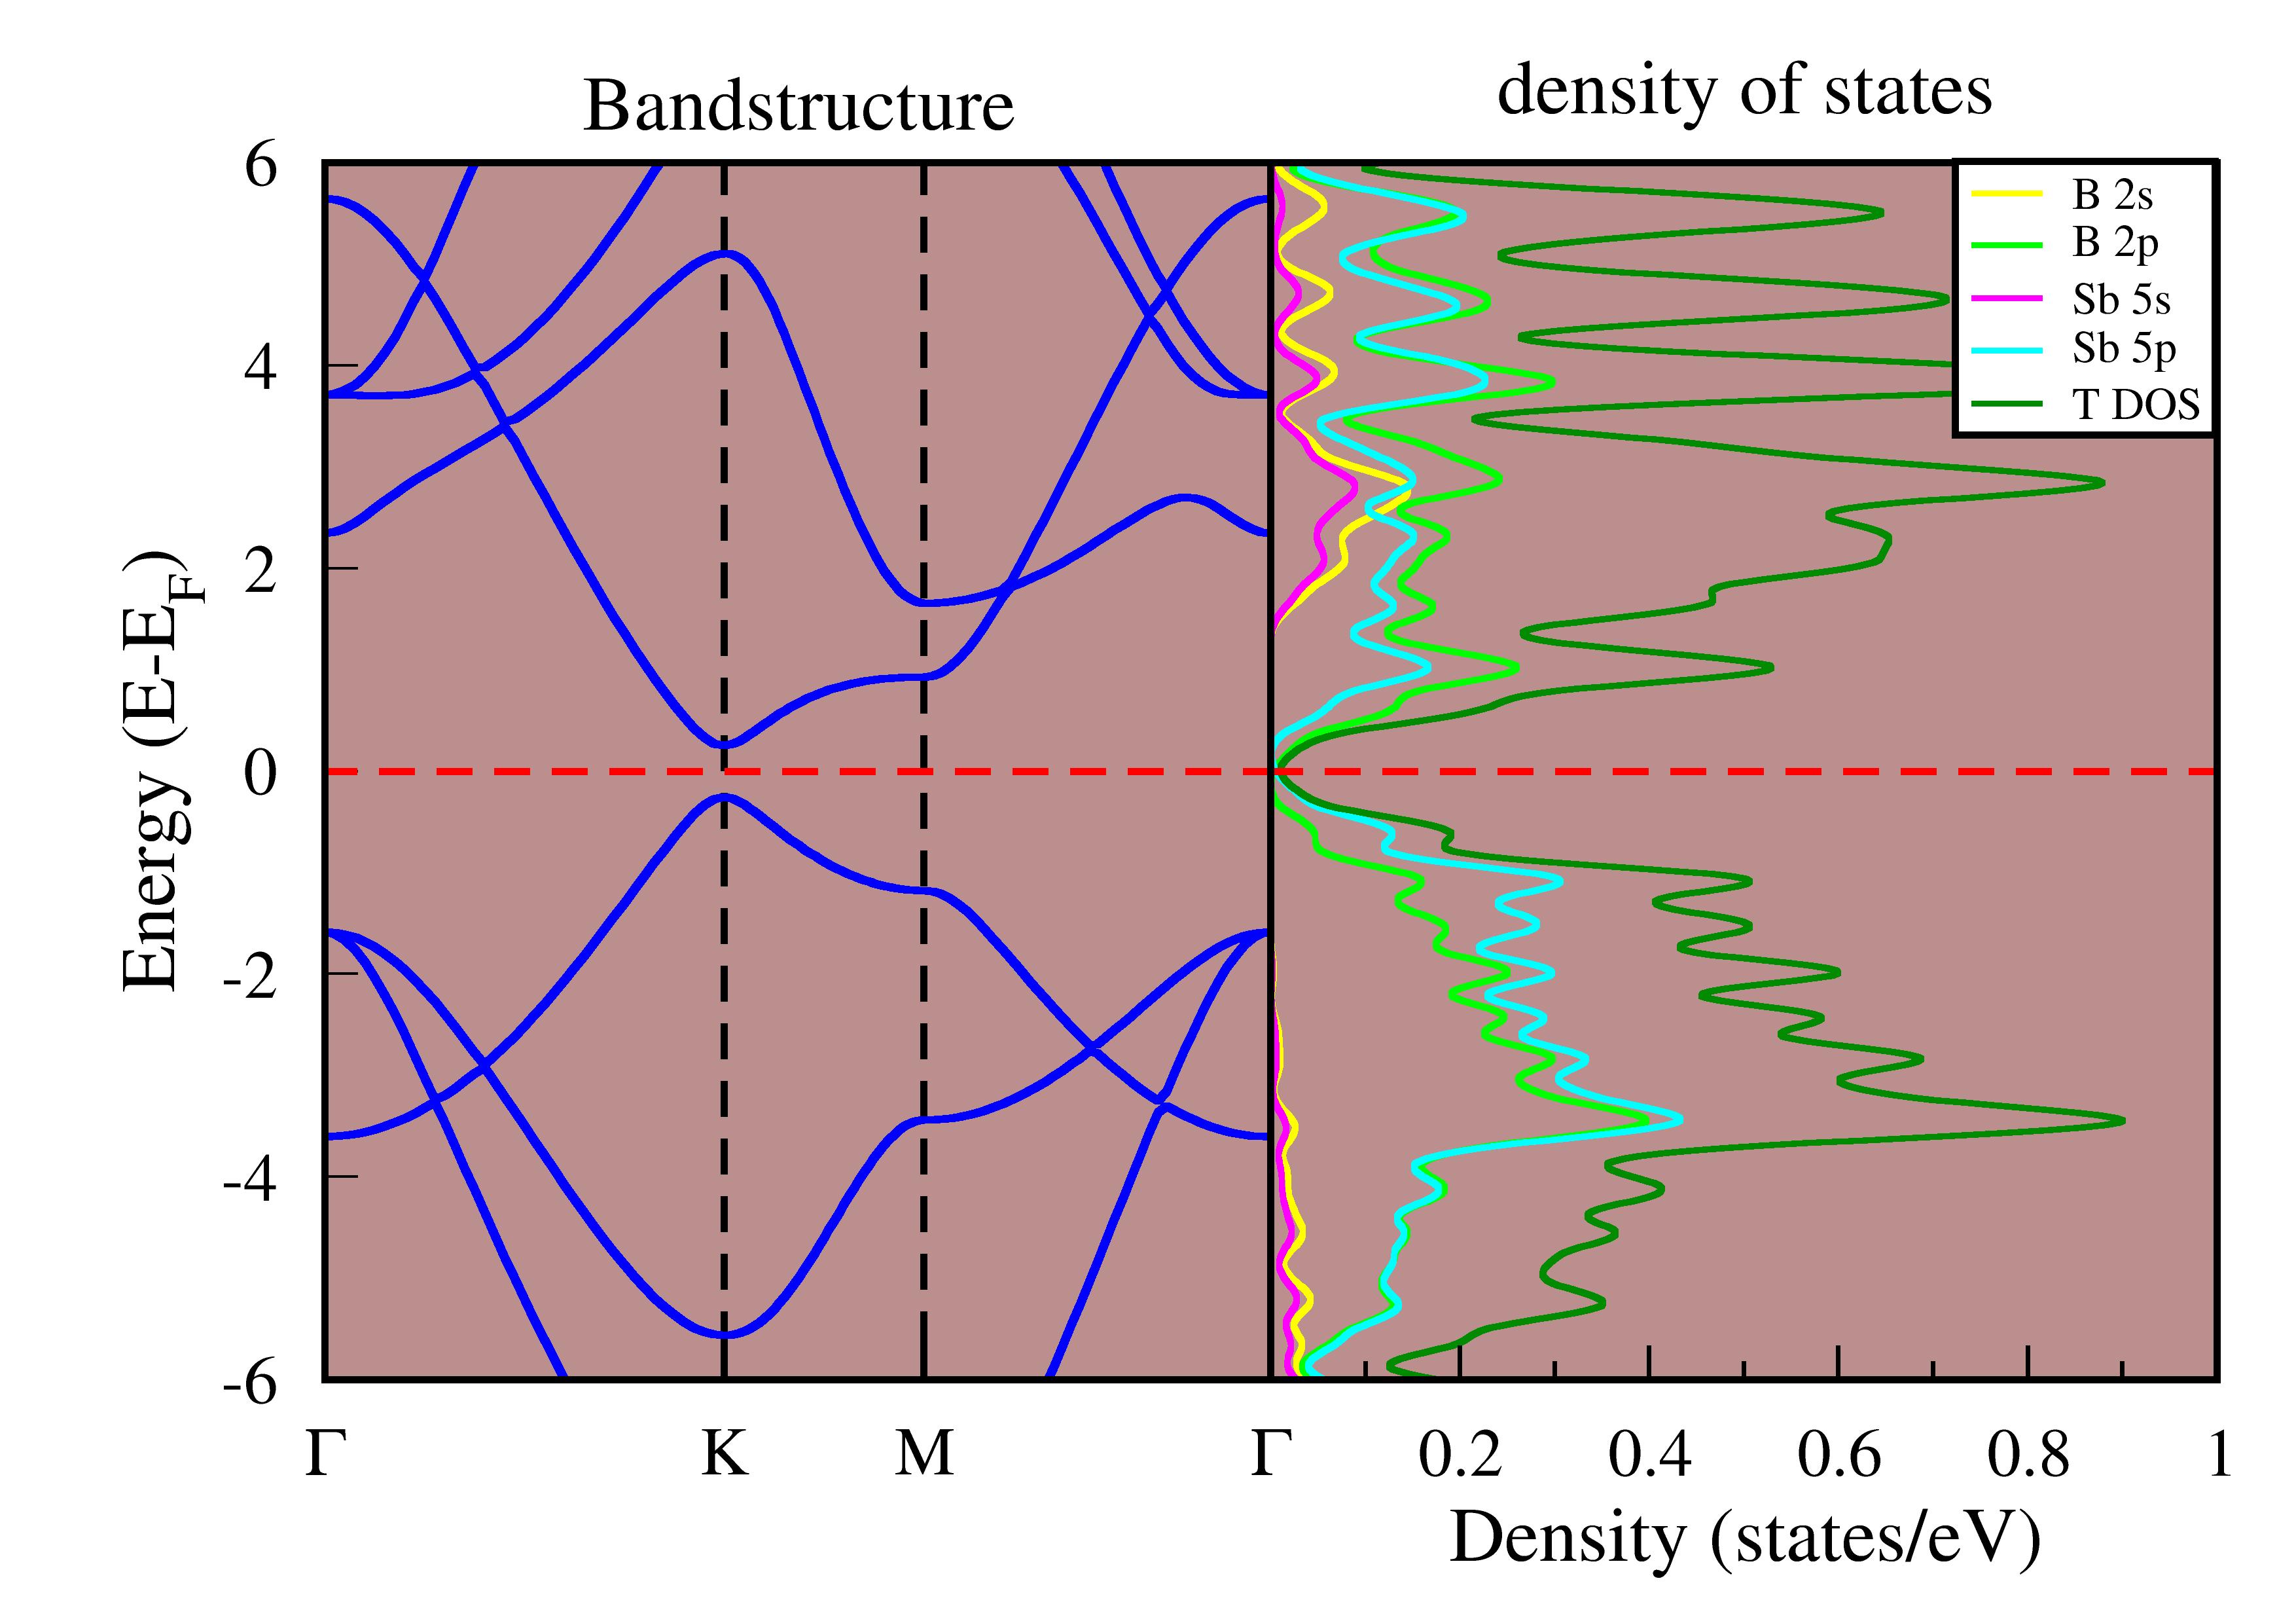 Bandstructure
density of states
Energy (E-E_F)
6
4
2
0
-2
-4
-6
Γ K M Γ
0.2 0.4 0.6 0.8 1
Density (states/eV)
B 2s
B 2p
Sb 5s
Sb 5p
T DOS